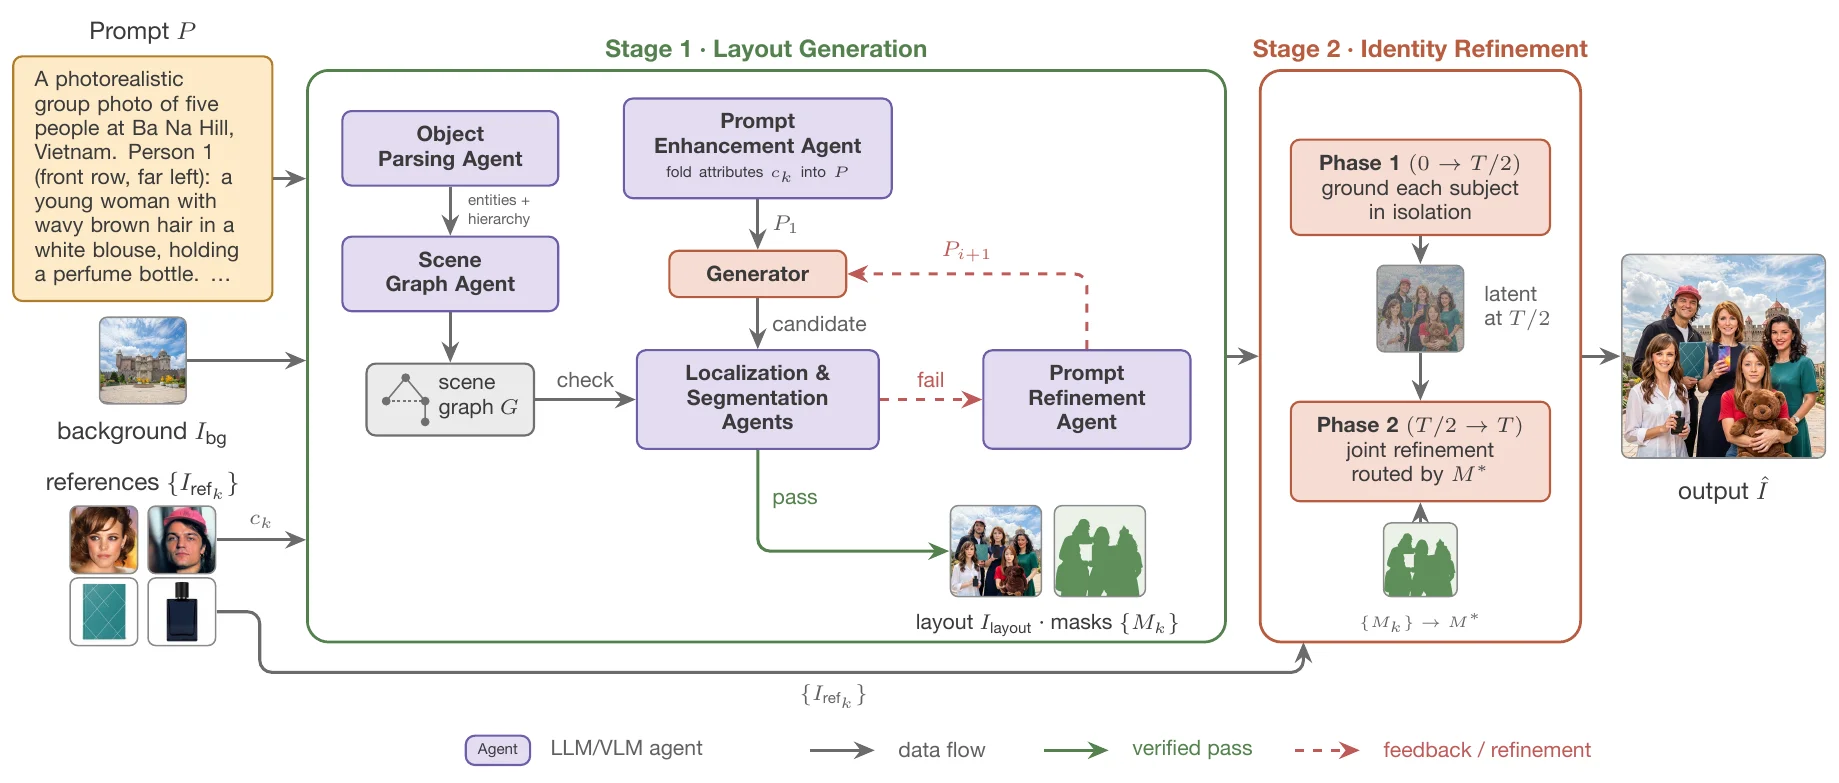 Prompt P
A photorealistic
group photo of five
people at Ba Na Hill,
Vietnam. Person 1
(front row, far left): a
young woman with
wavy brown hair in a
white blouse, holding
a perfume bottle. …
background I_bg
references {I_ref_k}
c_k
Stage 1 · Layout Generation
Object
Parsing Agent
entities +
hierarchy
Scene
Graph Agent
scene
graph G
check
Prompt
Enhancement Agent
fold attributes c_k into P
P_1
Generator
P_{i+1}
candidate
Localization &
Segmentation
Agents
fail
Prompt
Refinement
Agent
pass
layout I_layout · masks {M_k}
{I_ref_k}
Stage 2 · Identity Refinement
Phase 1 (0 → T/2)
ground each subject
in isolation
latent
at T/2
Phase 2 (T/2 → T)
joint refinement
routed by M*
{M_k} → M*
output Î
Agent
LLM/VLM agent
data flow
verified pass
feedback / refinement